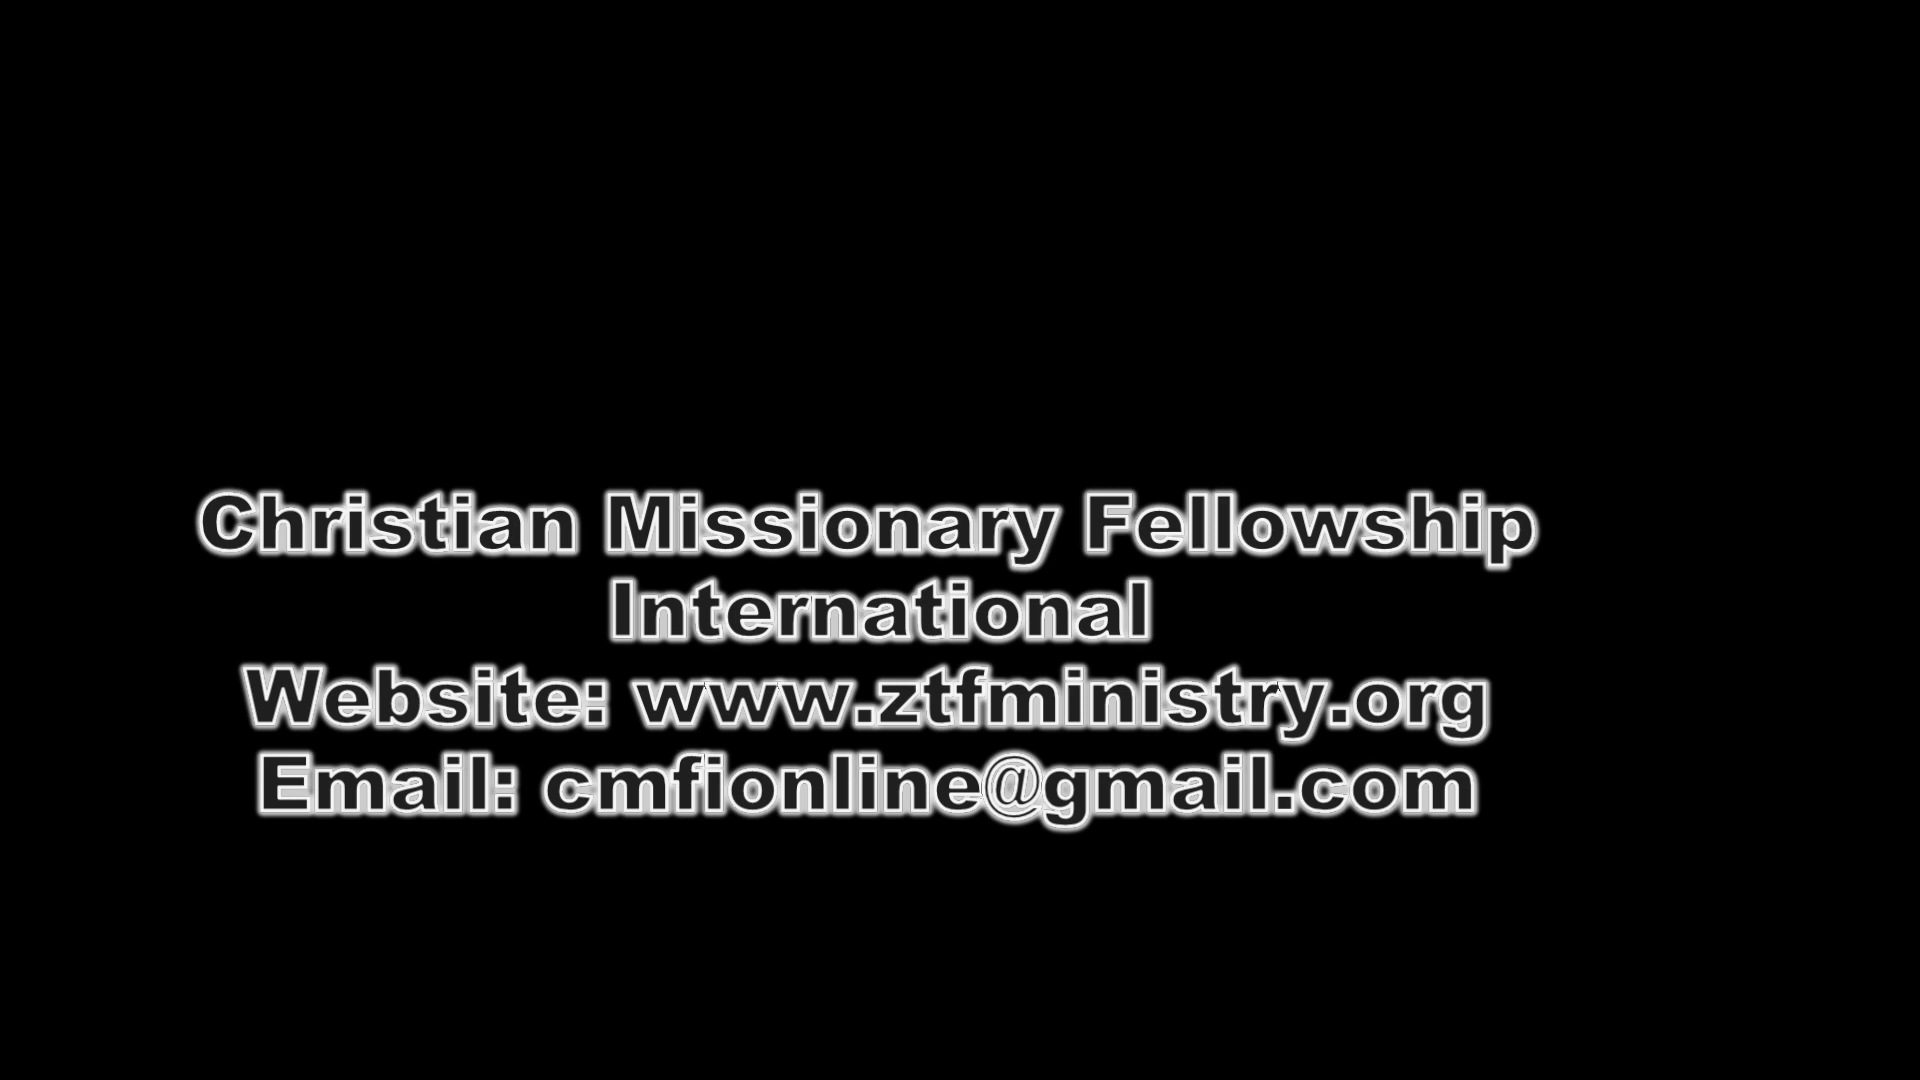 Christian Missionary Fellowship
International
Website: www.ztfministry.org
Email: cmfionline@gmail.com